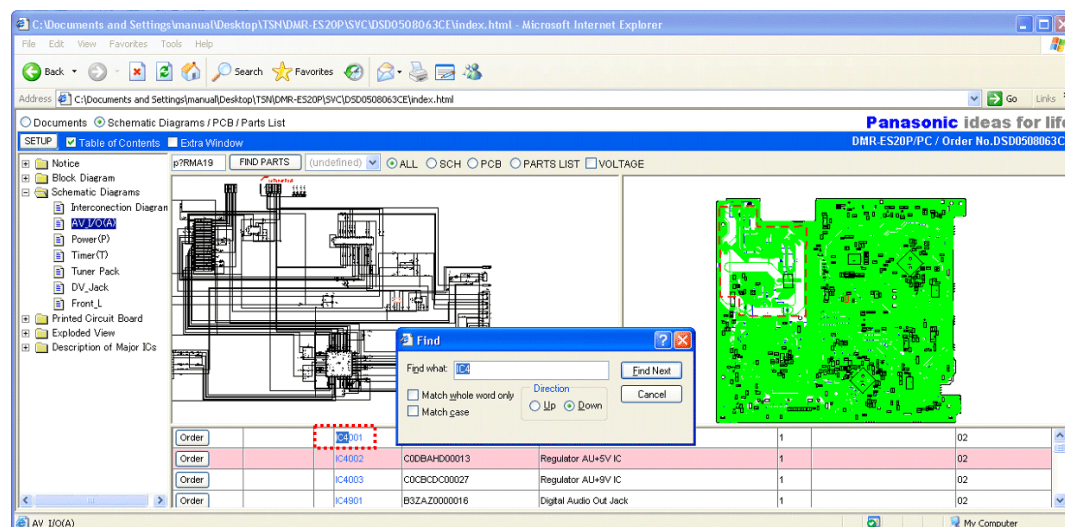 C:\Documents and Settings\manual\Desktop\TSN\DMR-ES20P\SVC\DSD0508063CE\index.html - Microsoft Internet Explorer
File Edit View Favorites Tools Help
Back Search Favorites
Address C:\Documents and Settings\manual\Desktop\TSN\DMR-ES20P\SVC\DSD0508063CE\index.html Go Links
Documents Schematic Diagrams / PCB / Parts List Panasonic ideas for life
SETUP Table of Contents Extra Window DMR-ES20P/PC / Order No.DSD0508063C
Notice
Block Diagram
Schematic Diagrams
Interconection Diagran
AV_I/O(A)
Power(P)
Timer(T)
Tuner Pack
DV_Jack
Front_L
Printed Circuit Board
Exploded View
Description of Major ICs
p?RMA19 FIND PARTS (undefined) ALL SCH PCB PARTS LIST VOLTAGE
Find
Find what: IC4 Find Next
Match whole word only
Match case
Direction
Up Down
Cancel
Order IC4001 1 02
Order IC4002 C0DBAHD00013 Regulator AU+5V IC 1 02
Order IC4003 C0CBCDC00027 Regulator AU+9V IC 1 02
Order IC4901 B3ZAZ0000016 Digital Audio Out Jack 1 02
AV_I/O(A) My Computer